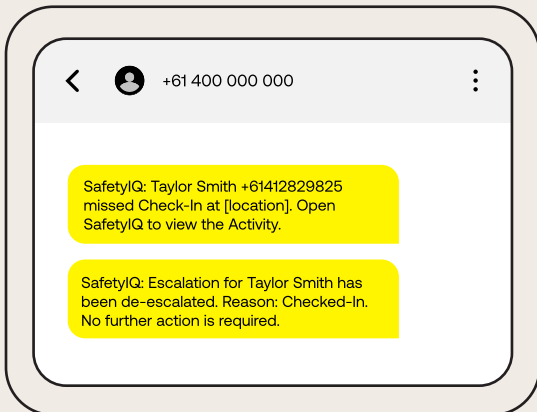 +61 400 000 000
SafetyIQ: Taylor Smith +61412829825
missed Check-In at [location]. Open
SafetyIQ to view the Activity.
SafetyIQ: Escalation for Taylor Smith has
been de-escalated. Reason: Checked-In.
No further action is required.